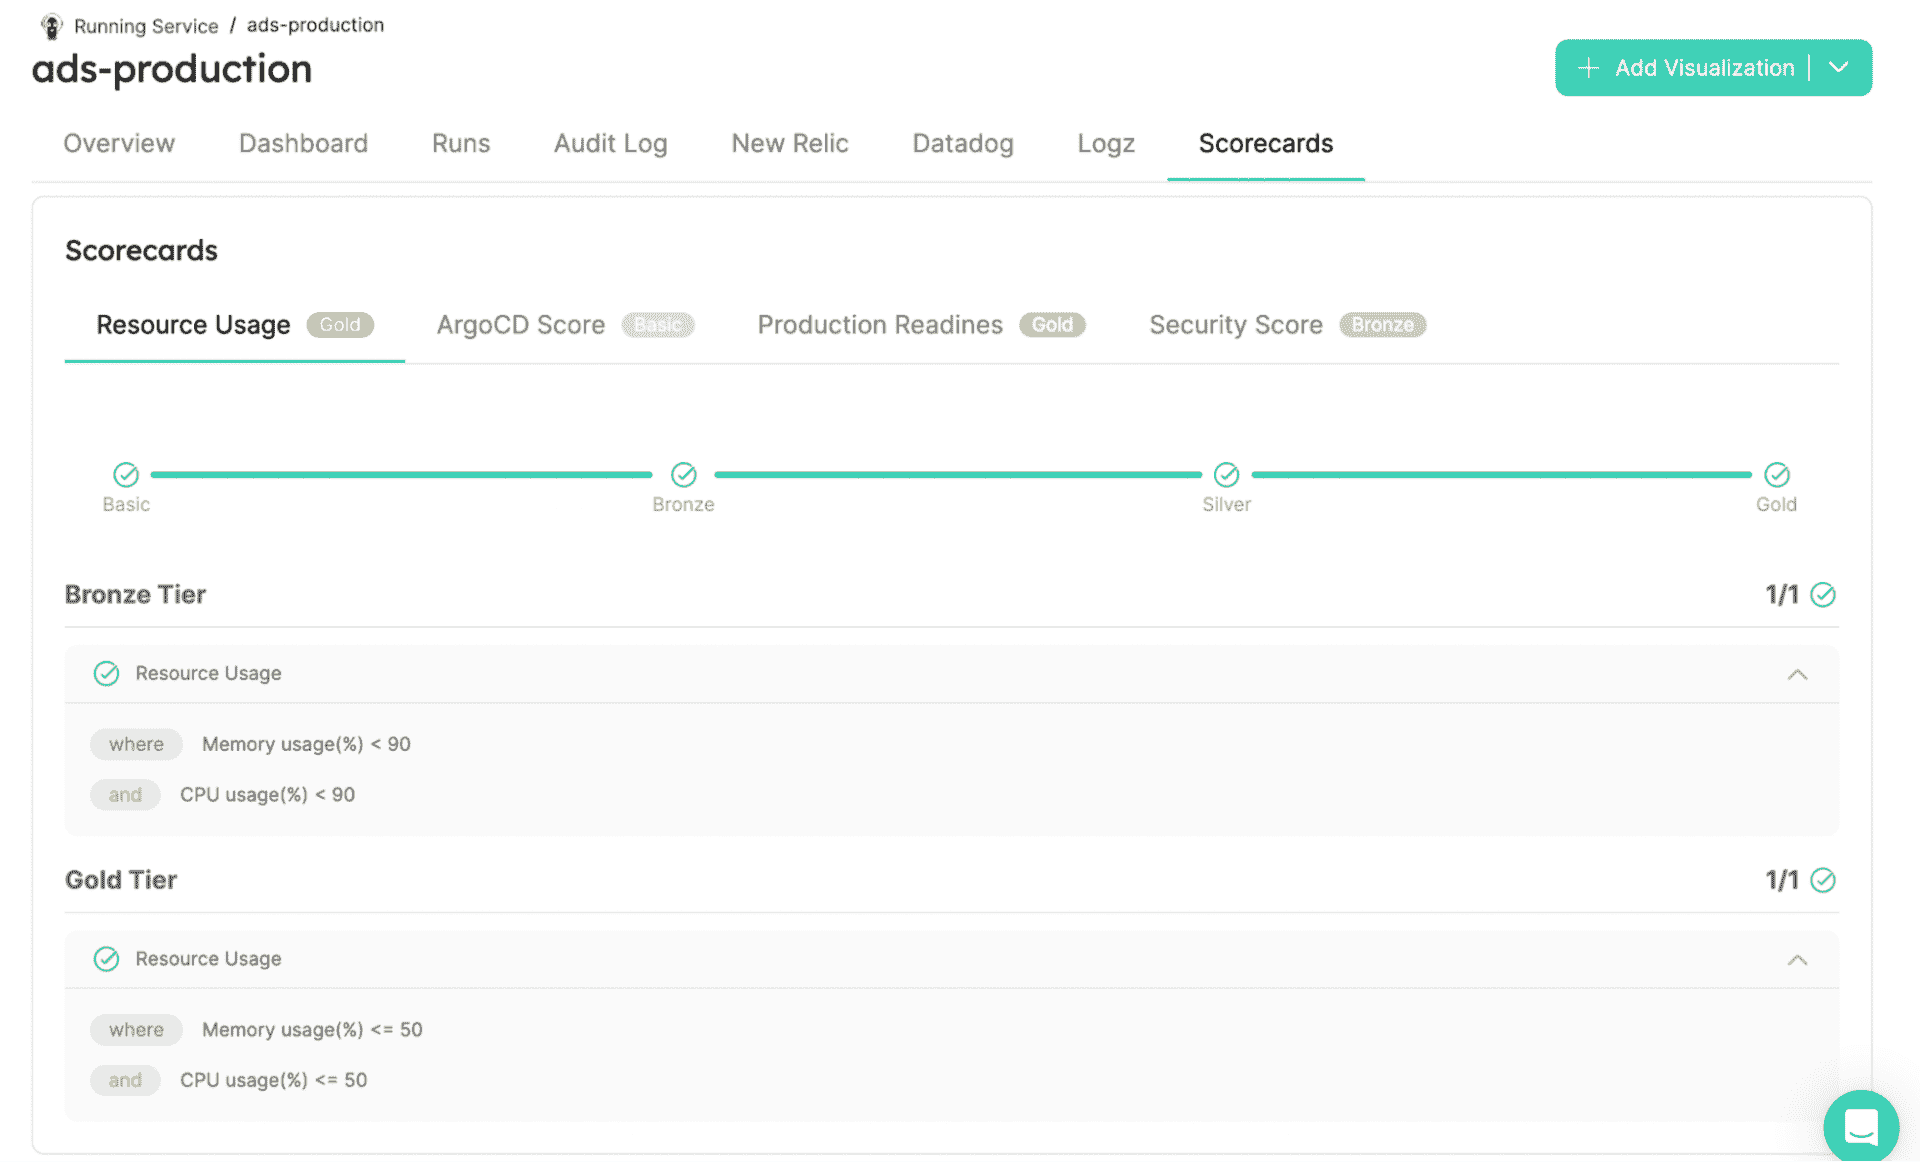 Running Service / ads-production
ads-production
Add Visualization
Overview Dashboard Runs Audit Log New Relic Datadog Logz Scorecards
Scorecards
Resource Usage Gold ArgoCD Score Basic Production Readines Gold Security Score Bronze
Basic Bronze Silver Gold
Bronze Tier 1/1
Resource Usage
where Memory usage(%) < 90
and CPU usage(%) < 90
Gold Tier 1/1
Resource Usage
where Memory usage(%) <= 50
and CPU usage(%) <= 50